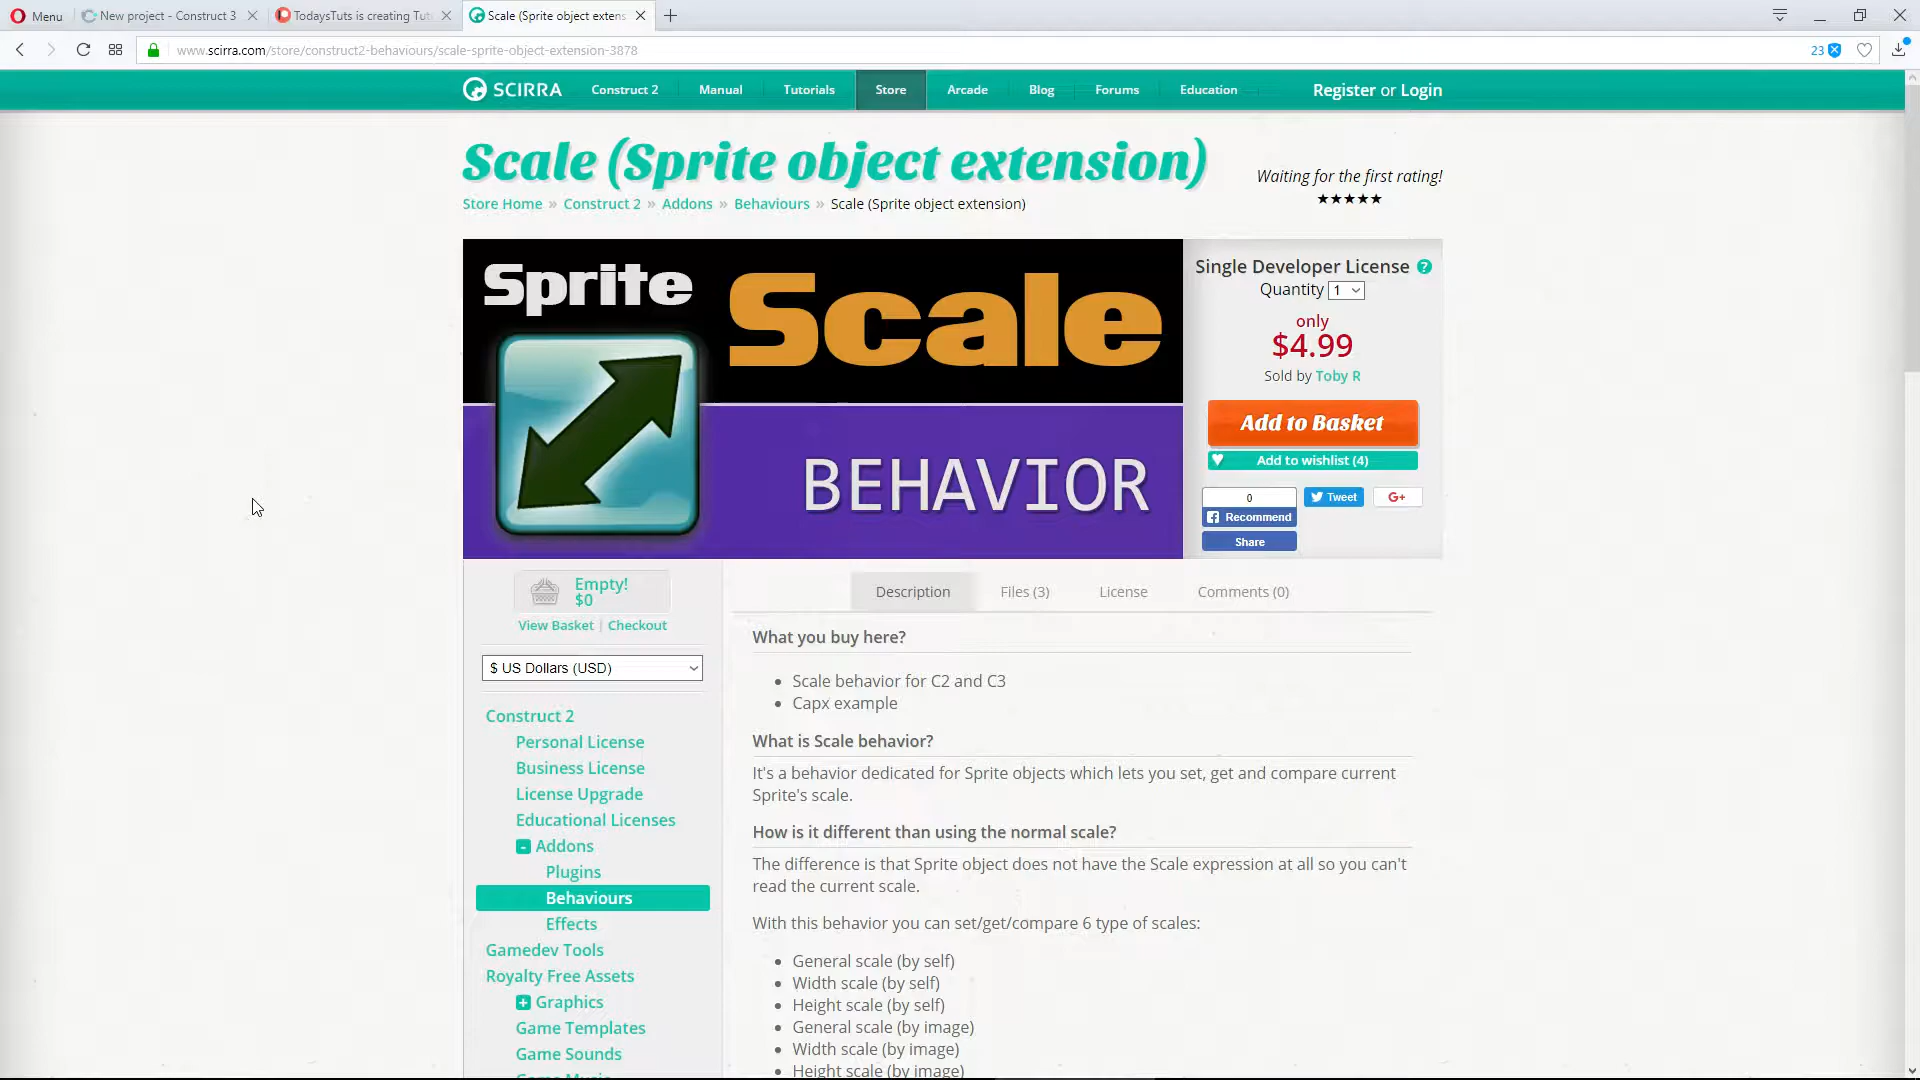 Menu
New project - Construct 3
TodaysTuts is creating Tut
Scale (Sprite object extens
www.scirra.com/store/construct2-behaviours/scale-sprite-object-extension-3878
23
SCIRRA
Construct 2
Manual
Tutorials
Store
Arcade
Blog
Forums
Education
Register or Login
Scale (Sprite object extension)
Waiting for the first rating!
★★★★★
Store Home » Construct 2 » Addons » Behaviours » Scale (Sprite object extension)
Sprite
Scale
BEHAVIOR
Single Developer License ?
Quantity 1
only
$4.99
Sold by Toby R
Add to Basket
Add to wishlist (4)
0
Recommend
Share
Tweet
G+
Empty!
$0
View Basket | Checkout
$ US Dollars (USD)
Construct 2
Personal License
Business License
License Upgrade
Educational Licenses
- Addons
Plugins
Behaviours
Effects
Gamedev Tools
Royalty Free Assets
+ Graphics
Game Templates
Game Sounds
Description
Files (3)
License
Comments (0)
What you buy here?
• Scale behavior for C2 and C3
• Capx example
What is Scale behavior?
It's a behavior dedicated for Sprite objects which lets you set, get and compare current
Sprite's scale.
How is it different than using the normal scale?
The difference is that Sprite object does not have the Scale expression at all so you can't
read the current scale.
With this behavior you can set/get/compare 6 type of scales:
• General scale (by self)
• Width scale (by self)
• Height scale (by self)
• General scale (by image)
• Width scale (by image)
• Height scale (by image)